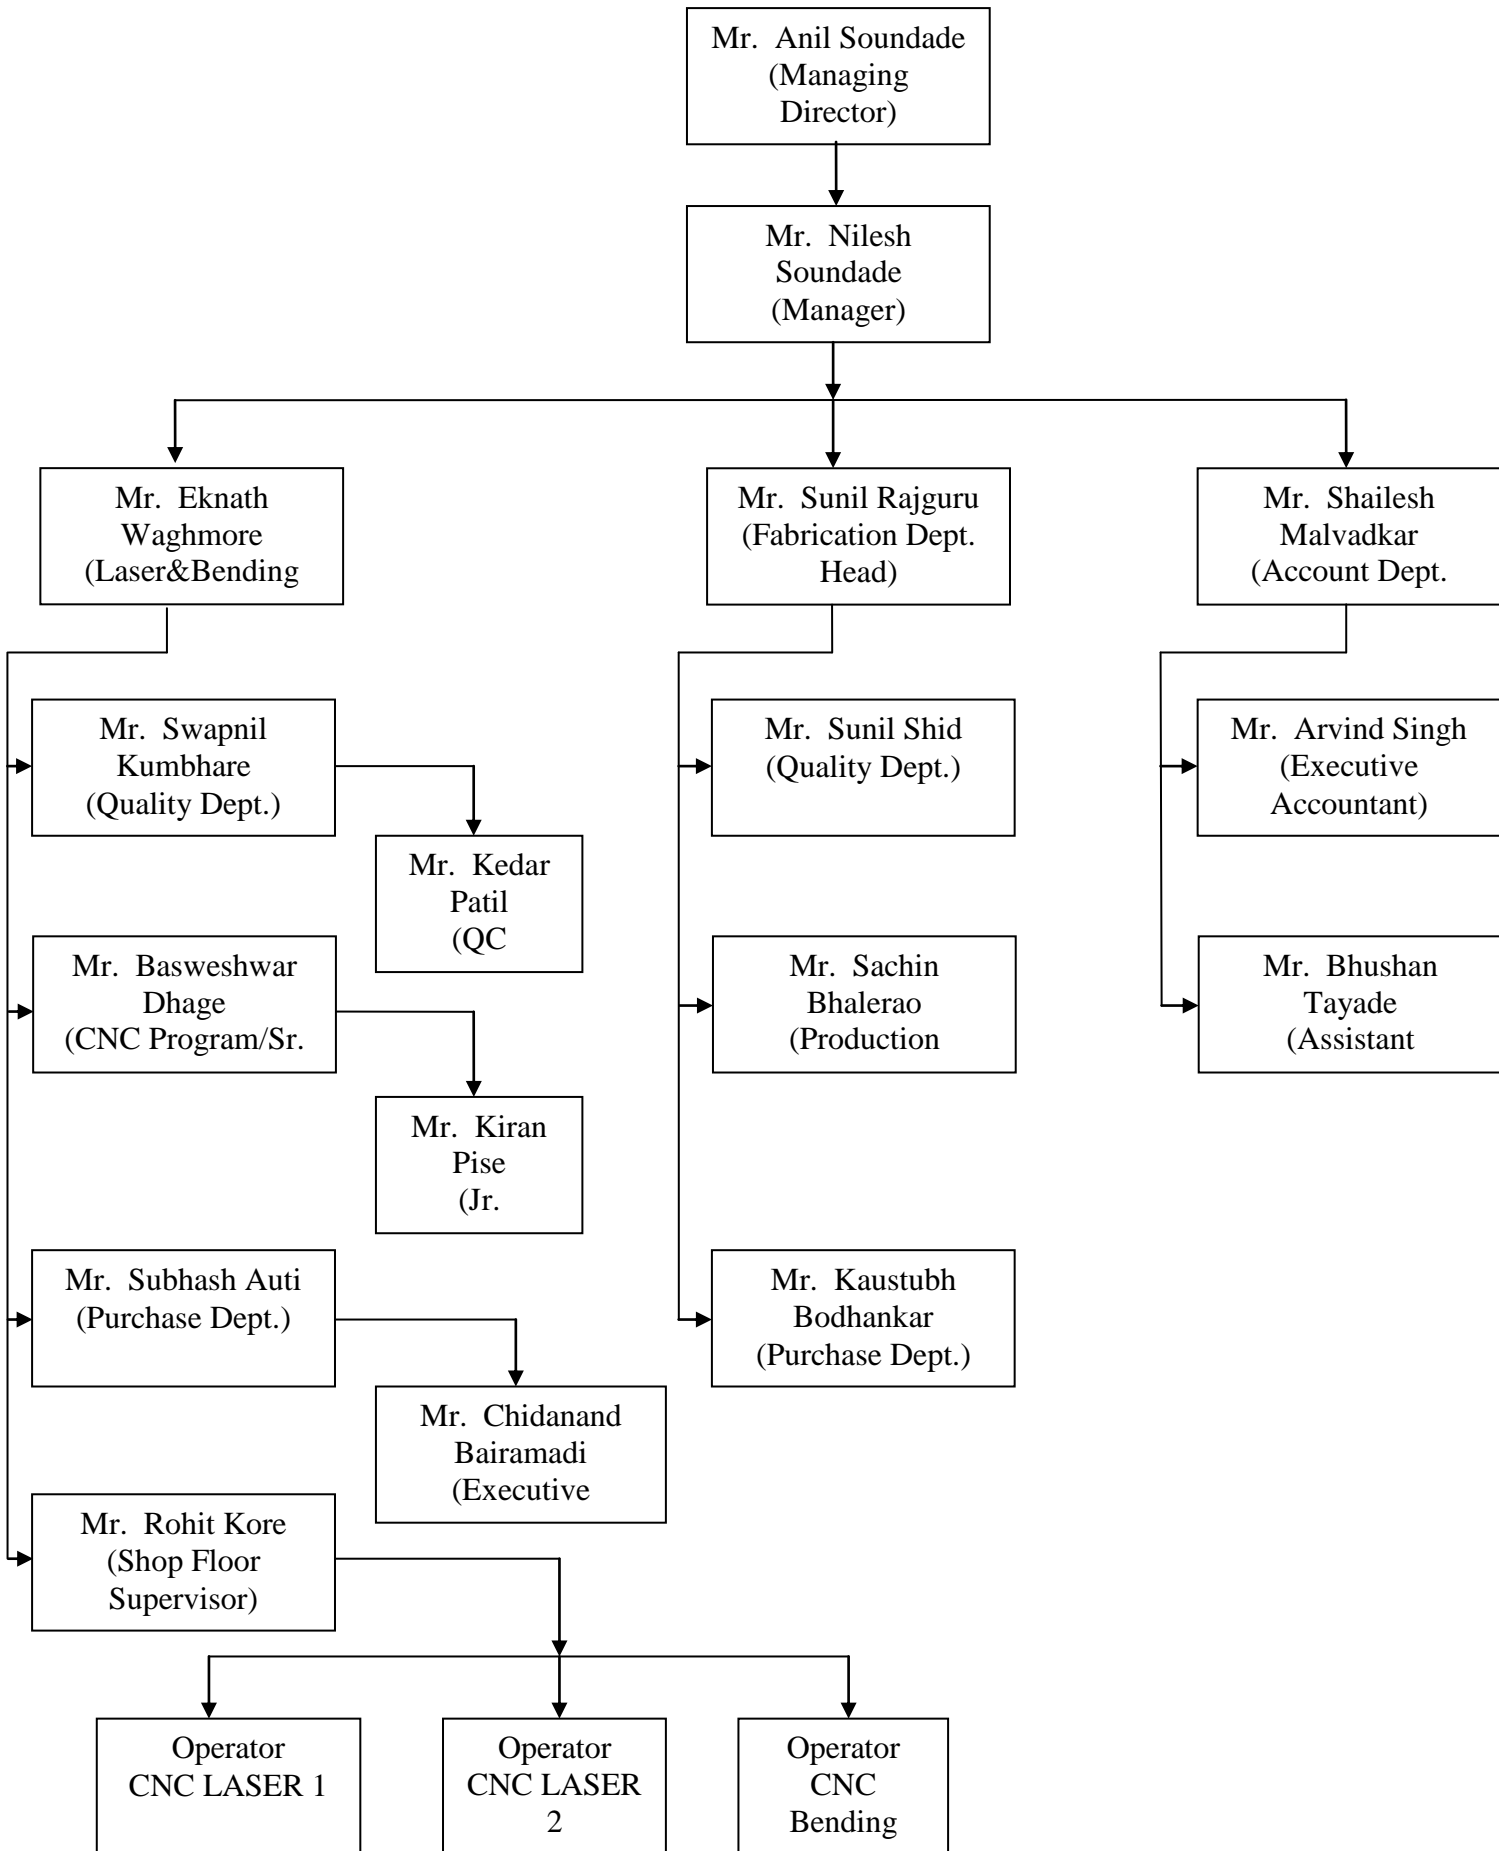 Mr. Anil Soundade
(Managing
Director)
Mr. Nilesh
Soundade
(Manager)
Mr. Eknath
Waghmore
(Laser&Bending
Mr. Sunil Rajguru
(Fabrication Dept.
Head)
Mr. Shailesh
Malvadkar
(Account Dept.
Mr. Swapnil
Kumbhare
(Quality Dept.)
Mr. Kedar
Patil
(QC
Mr. Basweshwar
Dhage
(CNC Program/Sr.
Mr. Kiran
Pise
(Jr.
Mr. Subhash Auti
(Purchase Dept.)
Mr. Chidanand
Bairamadi
(Executive
Mr. Rohit Kore
(Shop Floor
Supervisor)
Operator
CNC LASER 1
Operator
CNC LASER
2
Operator
CNC
Bending
Mr. Sunil Shid
(Quality Dept.)
Mr. Sachin
Bhalerao
(Production
Mr. Kaustubh
Bodhankar
(Purchase Dept.)
Mr. Arvind Singh
(Executive
Accountant)
Mr. Bhushan
Tayade
(Assistant